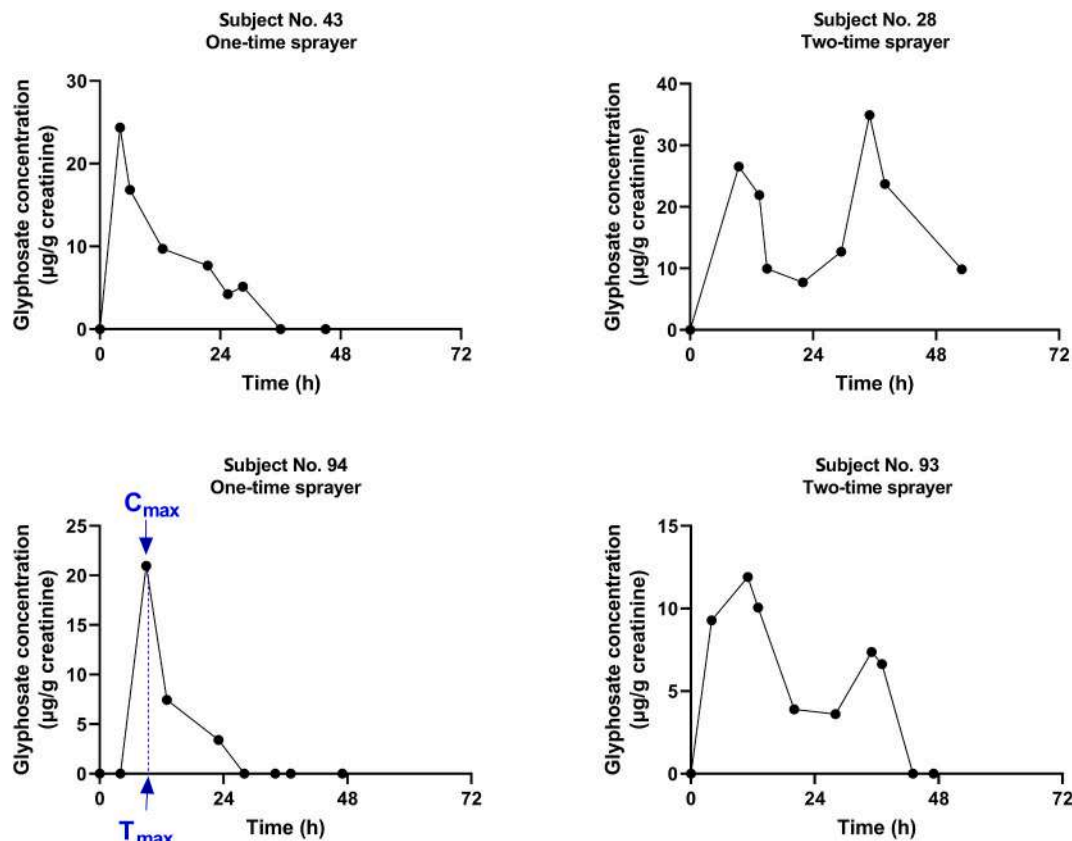 Subject No. 43
One-time sprayer
Glyphosate concentration
(µg/g creatinine)
30
20
10
0
0
24
48
72
Time (h)
Subject No. 28
Two-time sprayer
Glyphosate concentration
(µg/g creatinine)
40
30
20
10
0
0
24
48
72
Time (h)
Subject No. 94
One-time sprayer
Cmax
Glyphosate concentration
(µg/g creatinine)
25
20
15
10
5
0
0
24
48
72
Time (h)
Tmax
Subject No. 93
Two-time sprayer
Glyphosate concentration
(µg/g creatinine)
15
10
5
0
0
24
48
72
Time (h)